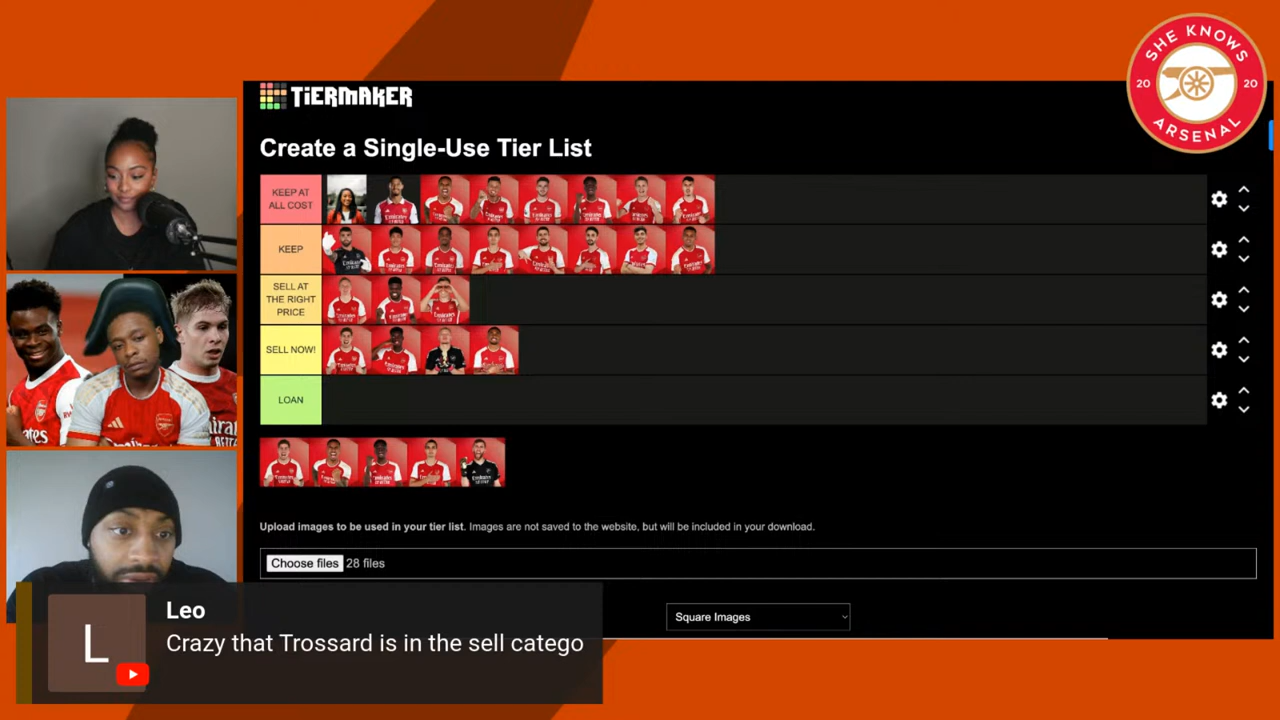 SHE KNOWS
20 20
ARSENAL
TiERMAKER
Create a Single-Use Tier List
KEEP AT
ALL COST
KEEP
SELL AT
THE RIGHT
PRICE
SELL NOW!
LOAN
Upload images to be used in your tier list. Images are not saved to the website, but will be included in your download.
Choose files 28 files
Square Images
Leo
L
Crazy that Trossard is in the sell catego